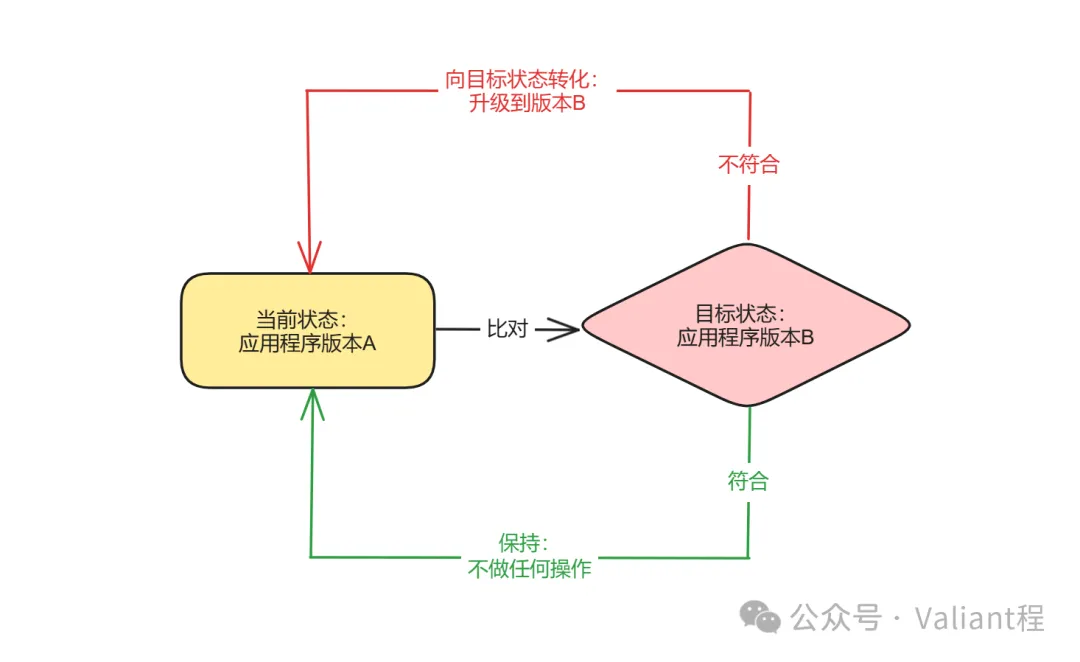 向目标状态转化：
升级到版本B
不符合
当前状态：
应用程序版本A
比对
目标状态：
应用程序版本B
符合
保持：
不做任何操作
公众号 · Valiant程